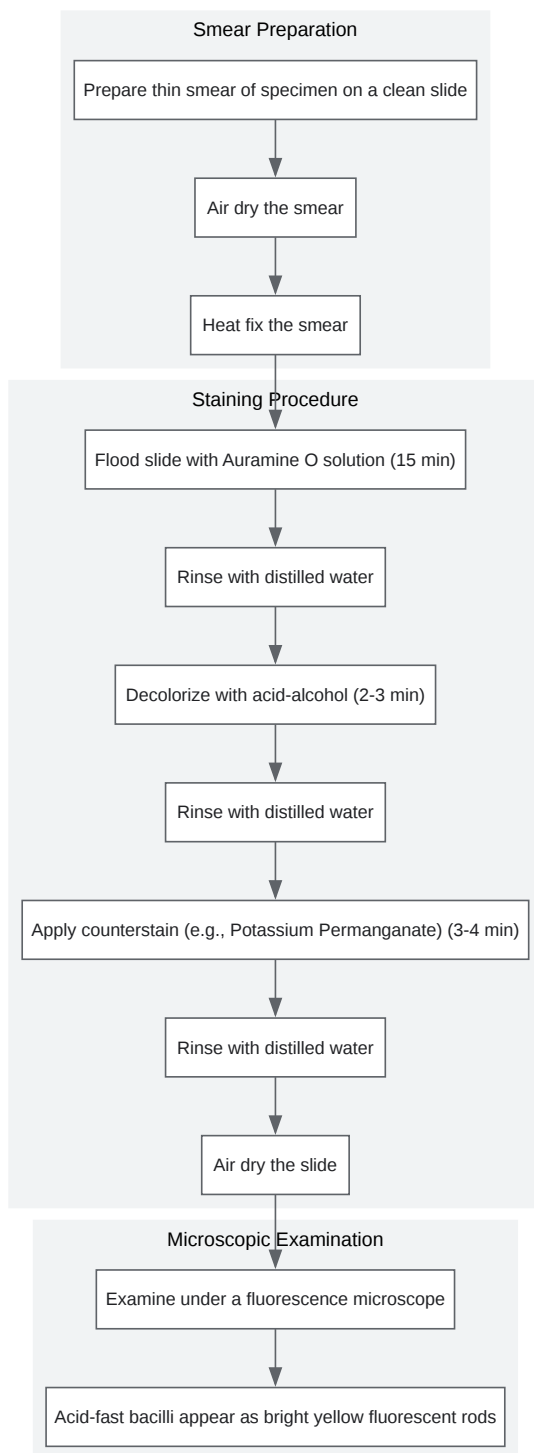 Smear Preparation
Prepare thin smear of specimen on a clean slide
Air dry the smear
Heat fix the smear
Staining Procedure
Flood slide with Auramine O solution (15 min)
Rinse with distilled water
Decolorize with acid-alcohol (2-3 min)
Rinse with distilled water
Apply counterstain (e.g., Potassium Permanganate) (3-4 min)
Rinse with distilled water
Air dry the slide
Microscopic Examination
Examine under a fluorescence microscope
Acid-fast bacilli appear as bright yellow fluorescent rods